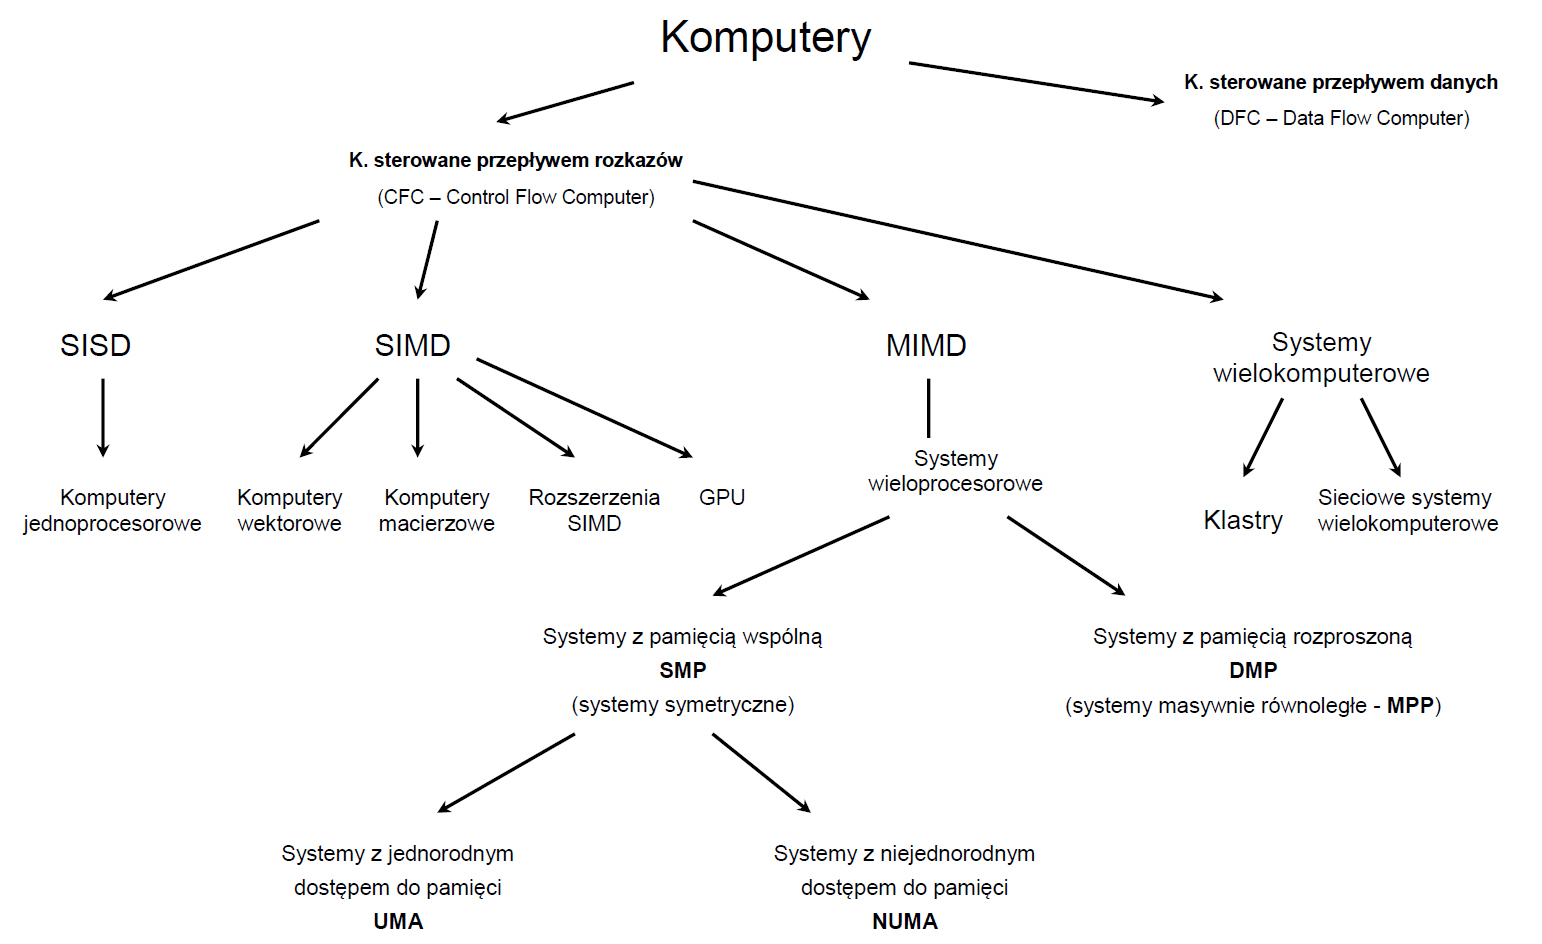 Komputery
K. sterowane przepływem danych
(DFC – Data Flow Computer)
K. sterowane przepływem rozkazów
(CFC – Control Flow Computer)
SISD
SIMD
MIMD
Systemy
wielokomputerowe
Komputery
jednoprocesorowe
Komputery
wektorowe
Komputery
macierzowe
Rozszerzenia
SIMD
GPU
Systemy
wieloprocesorowe
Klastry
Sieciowe systemy
wielokomputerowe
Systemy z pamięcią wspólną
SMP
(systemy symetryczne)
Systemy z pamięcią rozproszoną
DMP
(systemy masywnie równoległe - MPP)
Systemy z jednorodnym
dostępem do pamięci
UMA
Systemy z niejednorodnym
dostępem do pamięci
NUMA